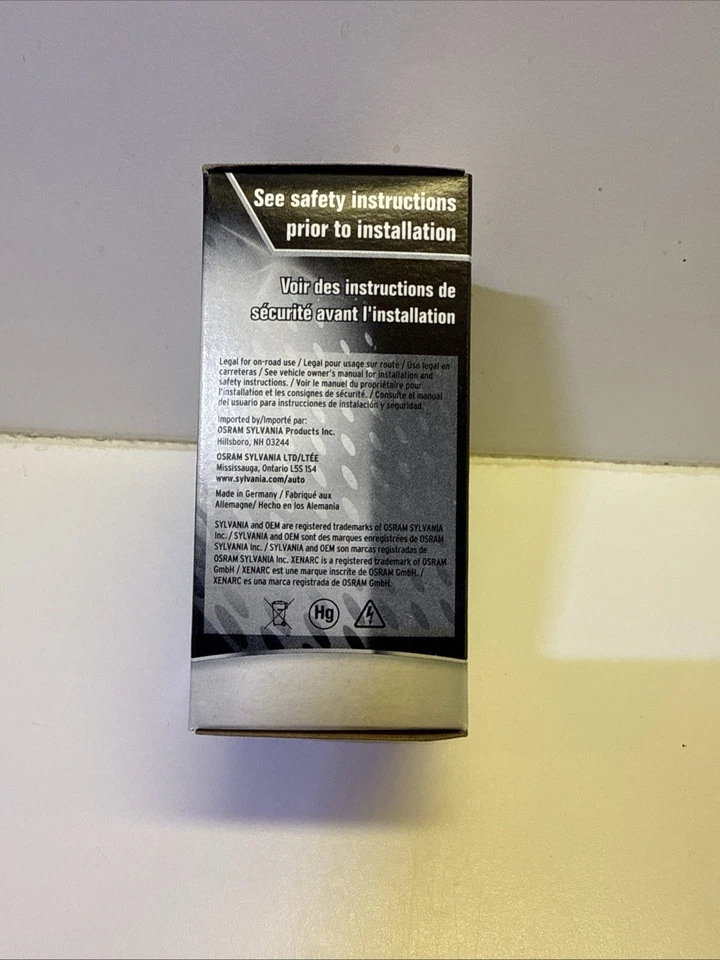 See safety instructions
prior to installation
Voir des instructions de
sécurité avant l'installation
Legal for on-road use / Legal pour usage sur route / Uso legal en
carreteras / See vehicle owner's manual for installation and
safety instructions. / Voir le manuel du propriétaire pour
l'installation et les consignes de sécurité. / Consulte el manual
del usuario para instrucciones de instalación y seguridad.
Imported by/Importé par:
OSRAM SYLVANIA Products Inc.
Hillsboro, NH 03244
OSRAM SYLVANIA LTD/LTÉE
Mississauga, Ontario L5S 1S4
www.sylvania.com/auto
Made in Germany / Fabriqué aux
Allemagne/ Hecho en los Alemania
SYLVANIA and OEM are registered trademarks of OSRAM SYLVANIA
Inc. / SYLVANIA and OEM sont des marques enregistrées de OSRAM
SYLVANIA Inc. / SYLVANIA and OEM son marcas registradas de
OSRAM SYLVANIA Inc. XENARC is a registered trademark of OSRAM
GmbH / XENARC est une marque inscrite de OSRAM GmbH. /
XENARC es una marca registrada de OSRAM GmbH.
Hg